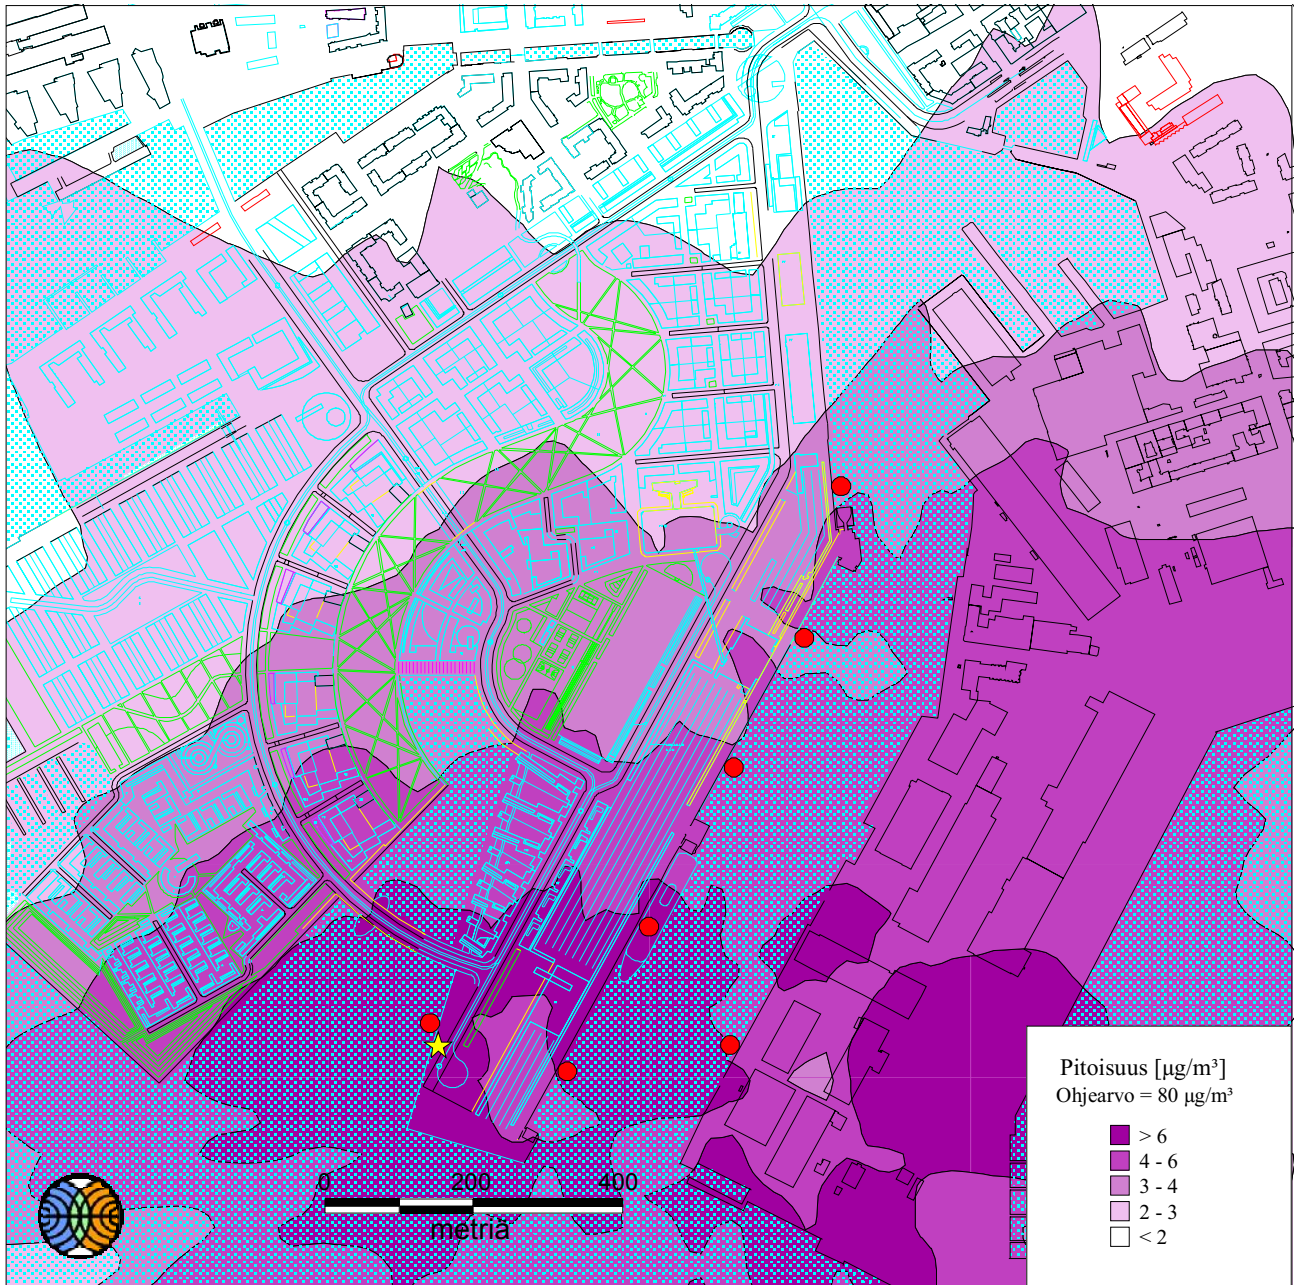 0 200 400
metriä
Pitoisuus [µg/m³]
Ohjearvo = 80 µg/m³
> 6
4 - 6
3 - 4
2 - 3
< 2